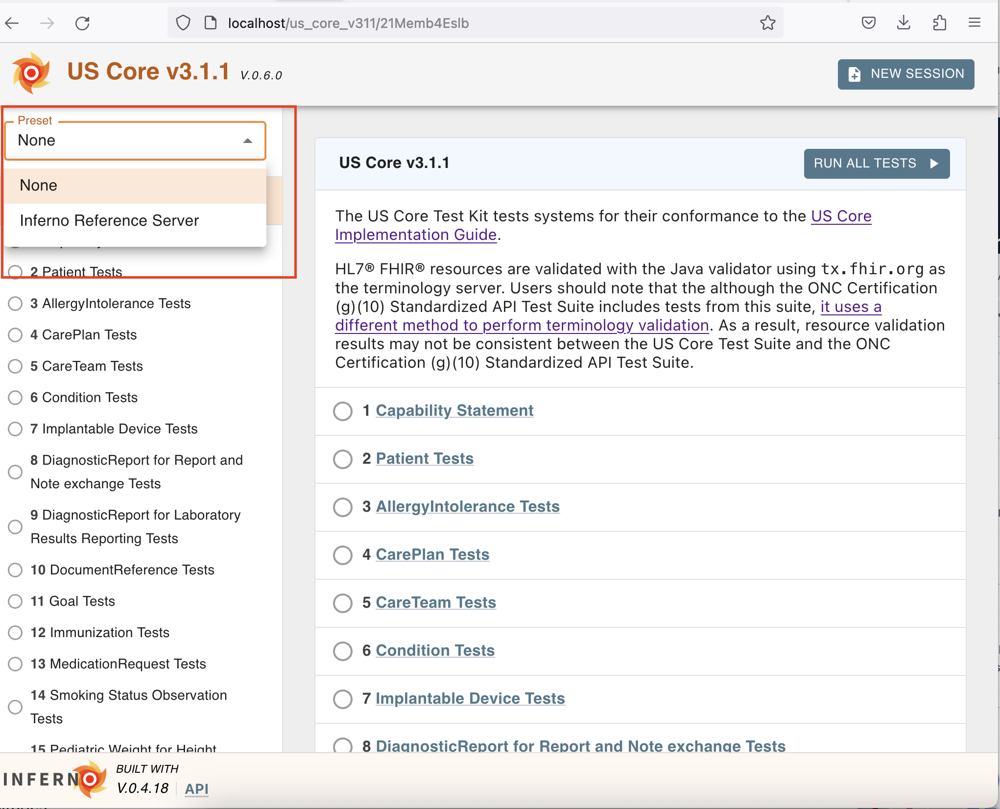 localhost/us_core_v311/21Memb4Eslb
US Core v3.1.1 V.0.6.0
NEW SESSION
Preset
None
None
Inferno Reference Server
2 Patient Tests
3 AllergyIntolerance Tests
4 CarePlan Tests
5 CareTeam Tests
6 Condition Tests
7 Implantable Device Tests
8 DiagnosticReport for Report and
Note exchange Tests
9 DiagnosticReport for Laboratory
Results Reporting Tests
10 DocumentReference Tests
11 Goal Tests
12 Immunization Tests
13 MedicationRequest Tests
14 Smoking Status Observation
Tests
15 Pediatric Weight for Height
US Core v3.1.1
RUN ALL TESTS
The US Core Test Kit tests systems for their conformance to the US Core
Implementation Guide.
HL7® FHIR® resources are validated with the Java validator using tx.fhir.org as
the terminology server. Users should note that the although the ONC Certification
(g)(10) Standardized API Test Suite includes tests from this suite, it uses a
different method to perform terminology validation. As a result, resource validation
results may not be consistent between the US Core Test Suite and the ONC
Certification (g)(10) Standardized API Test Suite.
1 Capability Statement
2 Patient Tests
3 AllergyIntolerance Tests
4 CarePlan Tests
5 CareTeam Tests
6 Condition Tests
7 Implantable Device Tests
8 DiagnosticReport for Report and Note exchange Tests
INFERNO
BUILT WITH
V.0.4.18 | API